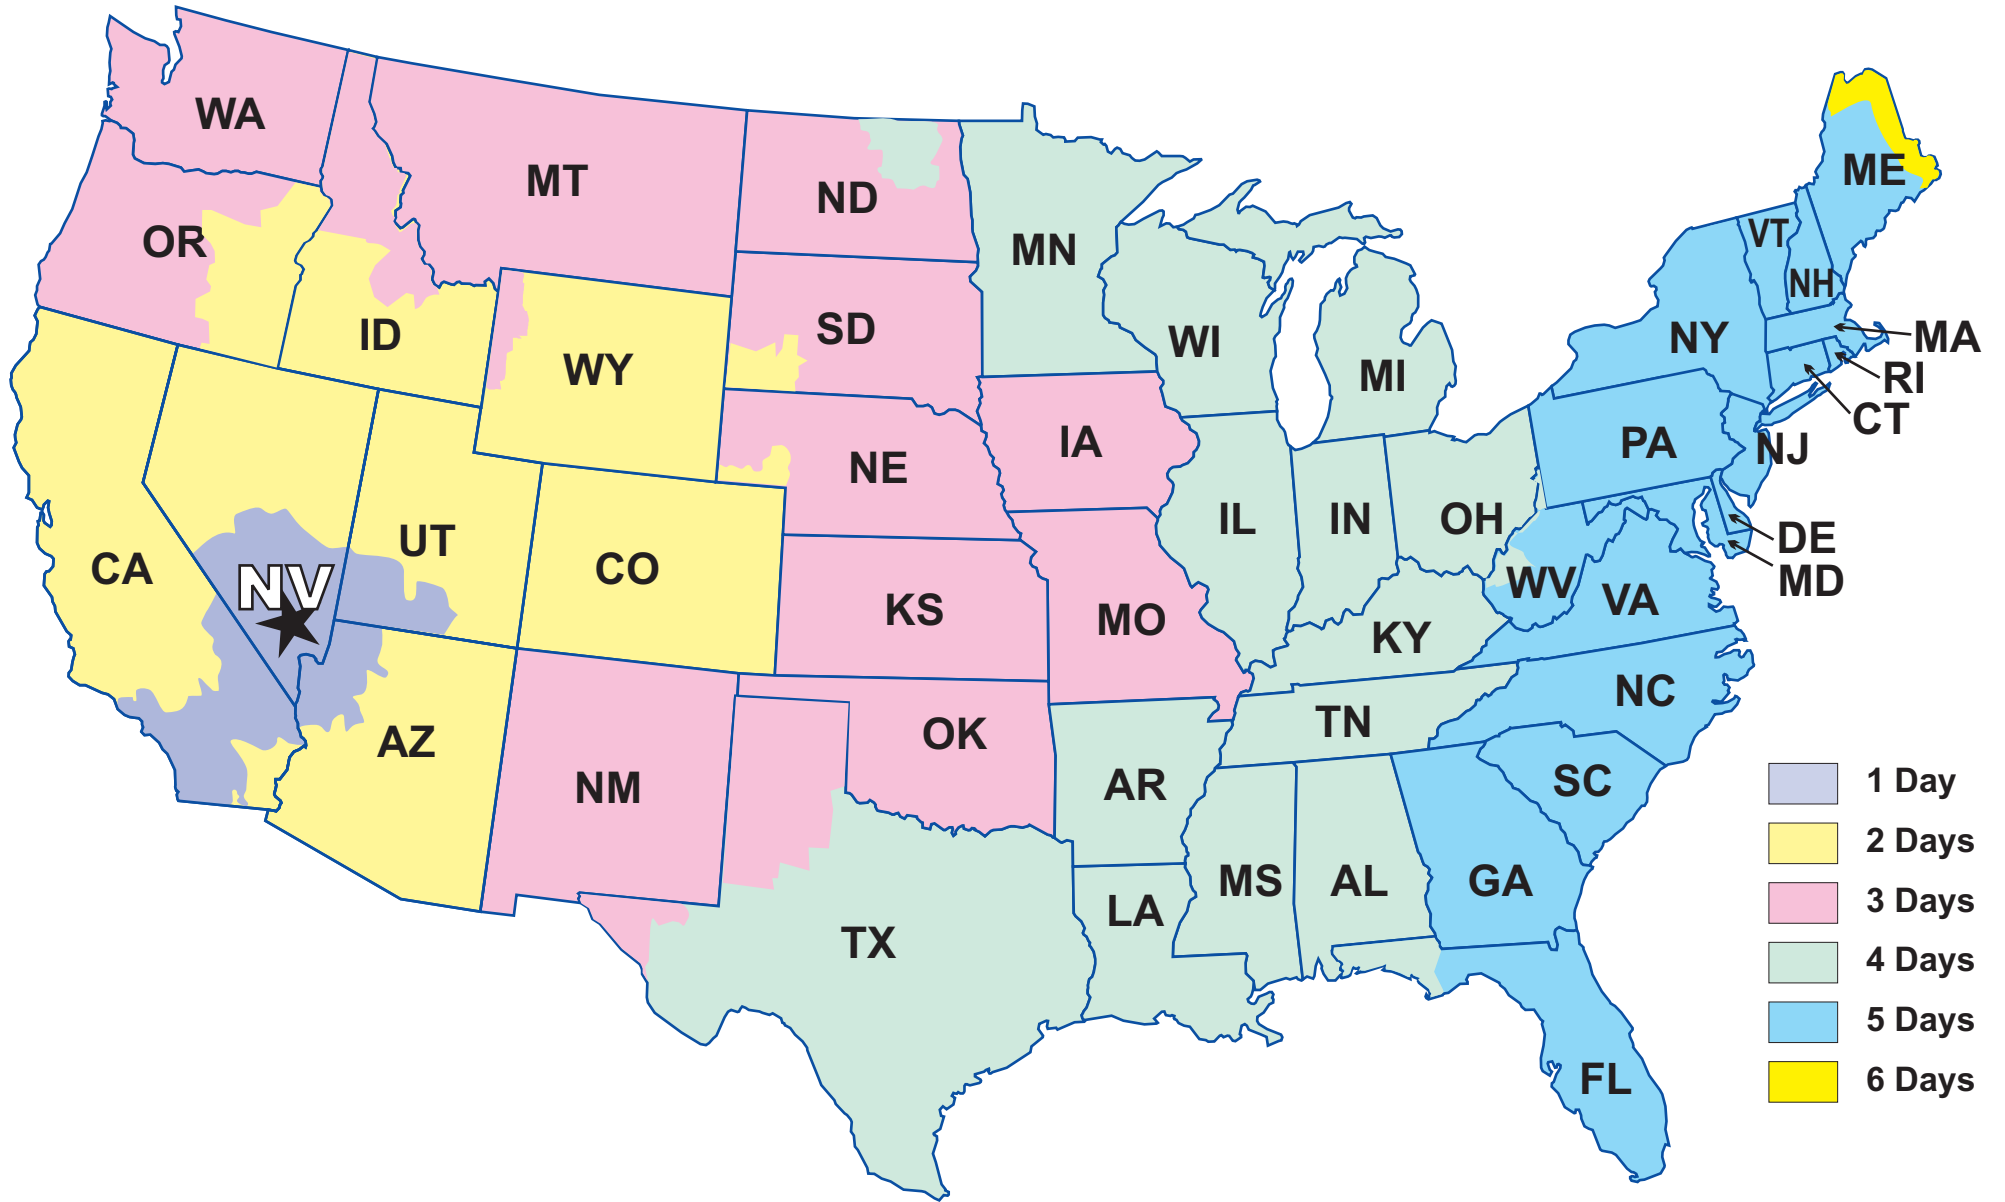 WA
MT
ND
MN
OR
ID
WY
SD
WI
MI
ME
VT
NH
NY
MA
RI
CT
PA
NJ
NE
IA
IL
IN
OH
DE
MD
WV
VA
CA
NV
UT
CO
KS
MO
KY
NC
TN
AZ
NM
OK
AR
SC
TX
LA
MS
AL
GA
FL
1 Day
2 Days
3 Days
4 Days
5 Days
6 Days